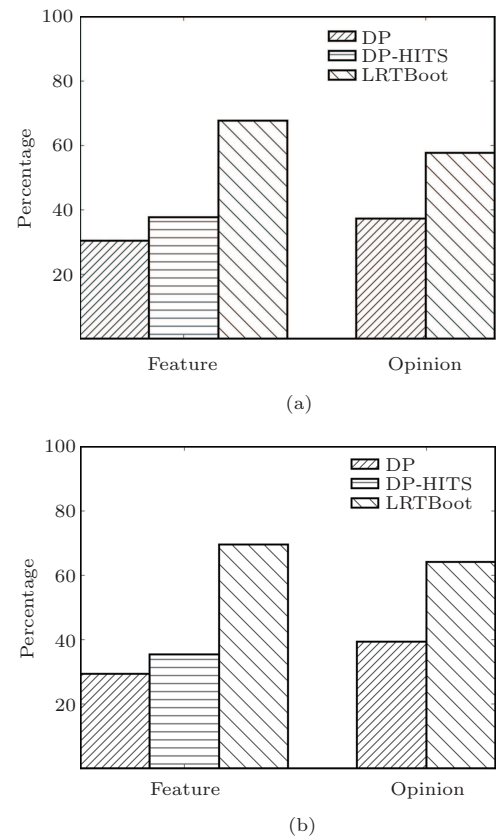 100
DP
DP-HITS
LRTBoot
80
60
40
20
Percentage
Feature Opinion
(a)
100
DP
DP-HITS
LRTBoot
80
60
40
20
Percentage
Feature Opinion
(b)